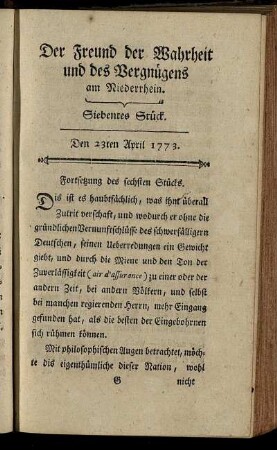 Der Freund der Wahrheit
und des Vergnügens
am Niederrhein.
Siebentes Stück.
Den 23ten April 1773.
Fortsetzung des sechsten Stücks.
Dis ist es haubtsächlich, was ihm überall
Zutrit verschaft, und wodurch er ohne die
gründlichen Vernunftschlüsse des schwerfälligern
Deutschen, seinen Ueberredungen ein Gewicht
giebt, und durch die Miene und den Ton der
Zuverlässigkeit (air d'assurance) zu einer oder der
andern Zeit, bei andern Völkern, und selbst
bei manchen regierenden Herrn, mehr Eingang
gefunden hat, als die besten der Eingebohrnen
sich rühmen können.
Mit philosophischen Augen betrachtet, möch-
te dis eigenthümliche dieser Nation, wohl
G nicht